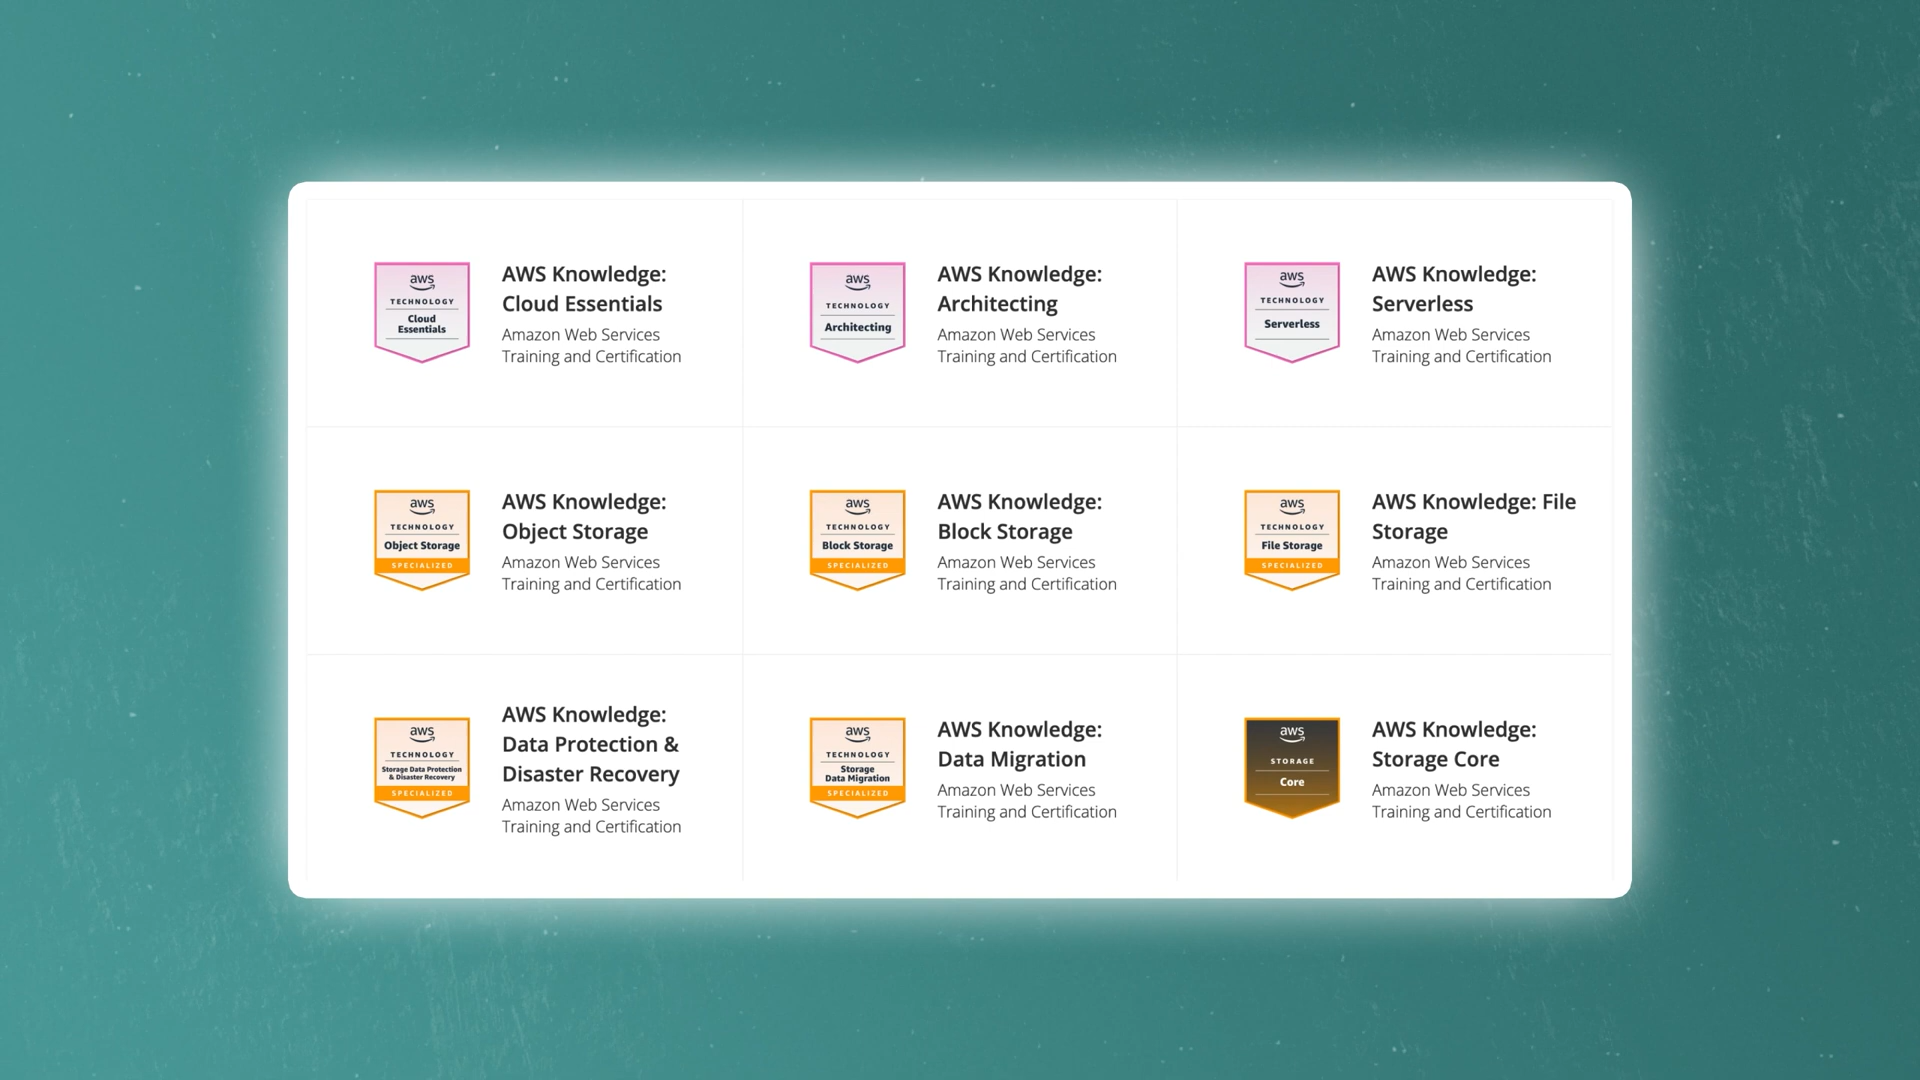 aws
TECHNOLOGY
Cloud
Essentials
AWS Knowledge:
Cloud Essentials
Amazon Web Services
Training and Certification
aws
TECHNOLOGY
Architecting
AWS Knowledge:
Architecting
Amazon Web Services
Training and Certification
aws
TECHNOLOGY
Serverless
AWS Knowledge:
Serverless
Amazon Web Services
Training and Certification
aws
TECHNOLOGY
Object Storage
SPECIALIZED
AWS Knowledge:
Object Storage
Amazon Web Services
Training and Certification
aws
TECHNOLOGY
Block Storage
SPECIALIZED
AWS Knowledge:
Block Storage
Amazon Web Services
Training and Certification
aws
TECHNOLOGY
File Storage
SPECIALIZED
AWS Knowledge: File
Storage
Amazon Web Services
Training and Certification
aws
TECHNOLOGY
Storage Data Protection
& Disaster Recovery
SPECIALIZED
AWS Knowledge:
Data Protection &
Disaster Recovery
Amazon Web Services
Training and Certification
aws
TECHNOLOGY
Storage
Data Migration
SPECIALIZED
AWS Knowledge:
Data Migration
Amazon Web Services
Training and Certification
aws
STORAGE
Core
AWS Knowledge:
Storage Core
Amazon Web Services
Training and Certification